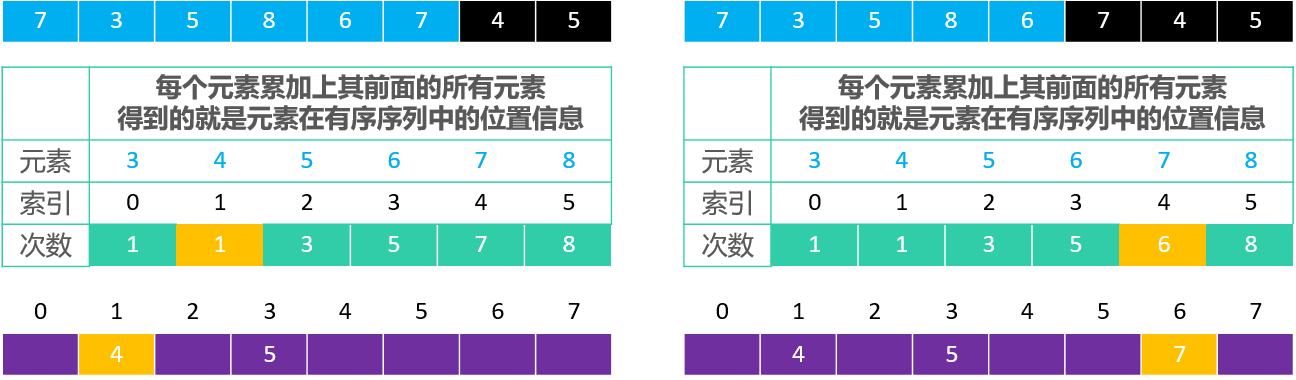 7 3 5 8 6 7 4 5
每个元素累加上其前面的所有元素
得到的就是元素在有序序列中的位置信息
元素 3 4 5 6 7 8
索引 0 1 2 3 4 5
次数 1 1 3 5 7 8
0 1 2 3 4 5 6 7
4 5
7 3 5 8 6 7 4 5
每个元素累加上其前面的所有元素
得到的就是元素在有序序列中的位置信息
元素 3 4 5 6 7 8
索引 0 1 2 3 4 5
次数 1 1 3 5 6 8
0 1 2 3 4 5 6 7
4 5 7